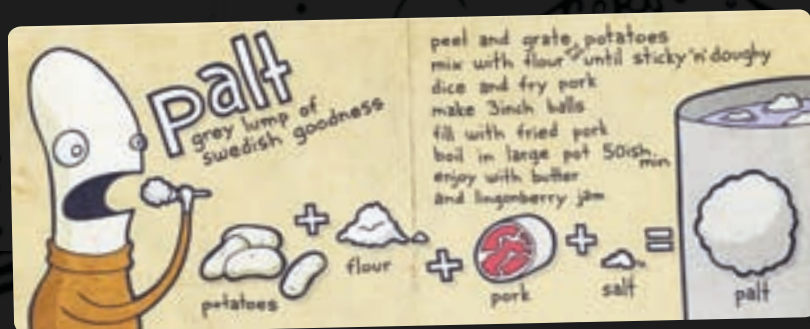 palt
grey lump of
swedish goodness
peel and grate potatoes
mix with flour until sticky'n'doughy
dice and fry pork
make 3inch balls
fill with fried pork
boil in large pot 50ish min
enjoy with butter
and lingonberry jam
potatoes
flour
pork
salt
palt